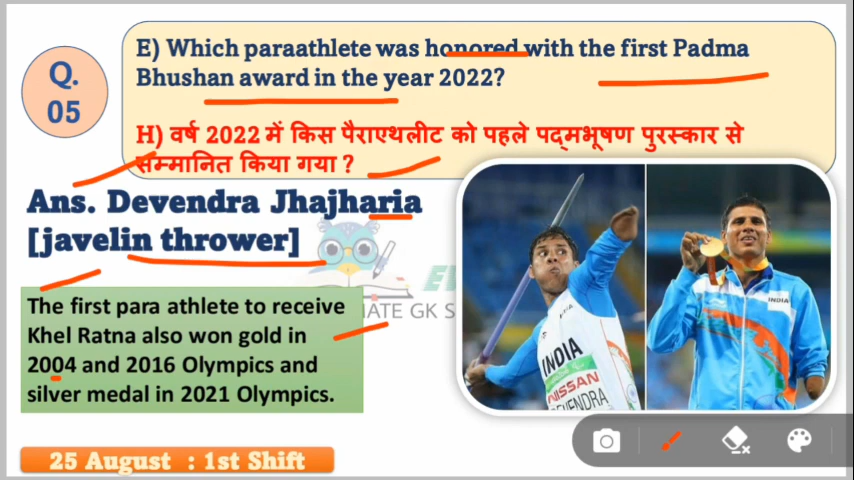 Q.
05
E) Which paraathlete was honored with the first Padma
Bhushan award in the year 2022?
H) वर्ष 2022 में किस पैराएथलीट को पहले पद्मभूषण पुरस्कार से
सम्मानित किया गया ?
Ans. Devendra Jhajharia
[javelin thrower]
The first para athlete to receive
Khel Ratna also won gold in
2004 and 2016 Olympics and
silver medal in 2021 Olympics.
GK
INDIA
NISSAN
INDIA
25 August : 1st Shift